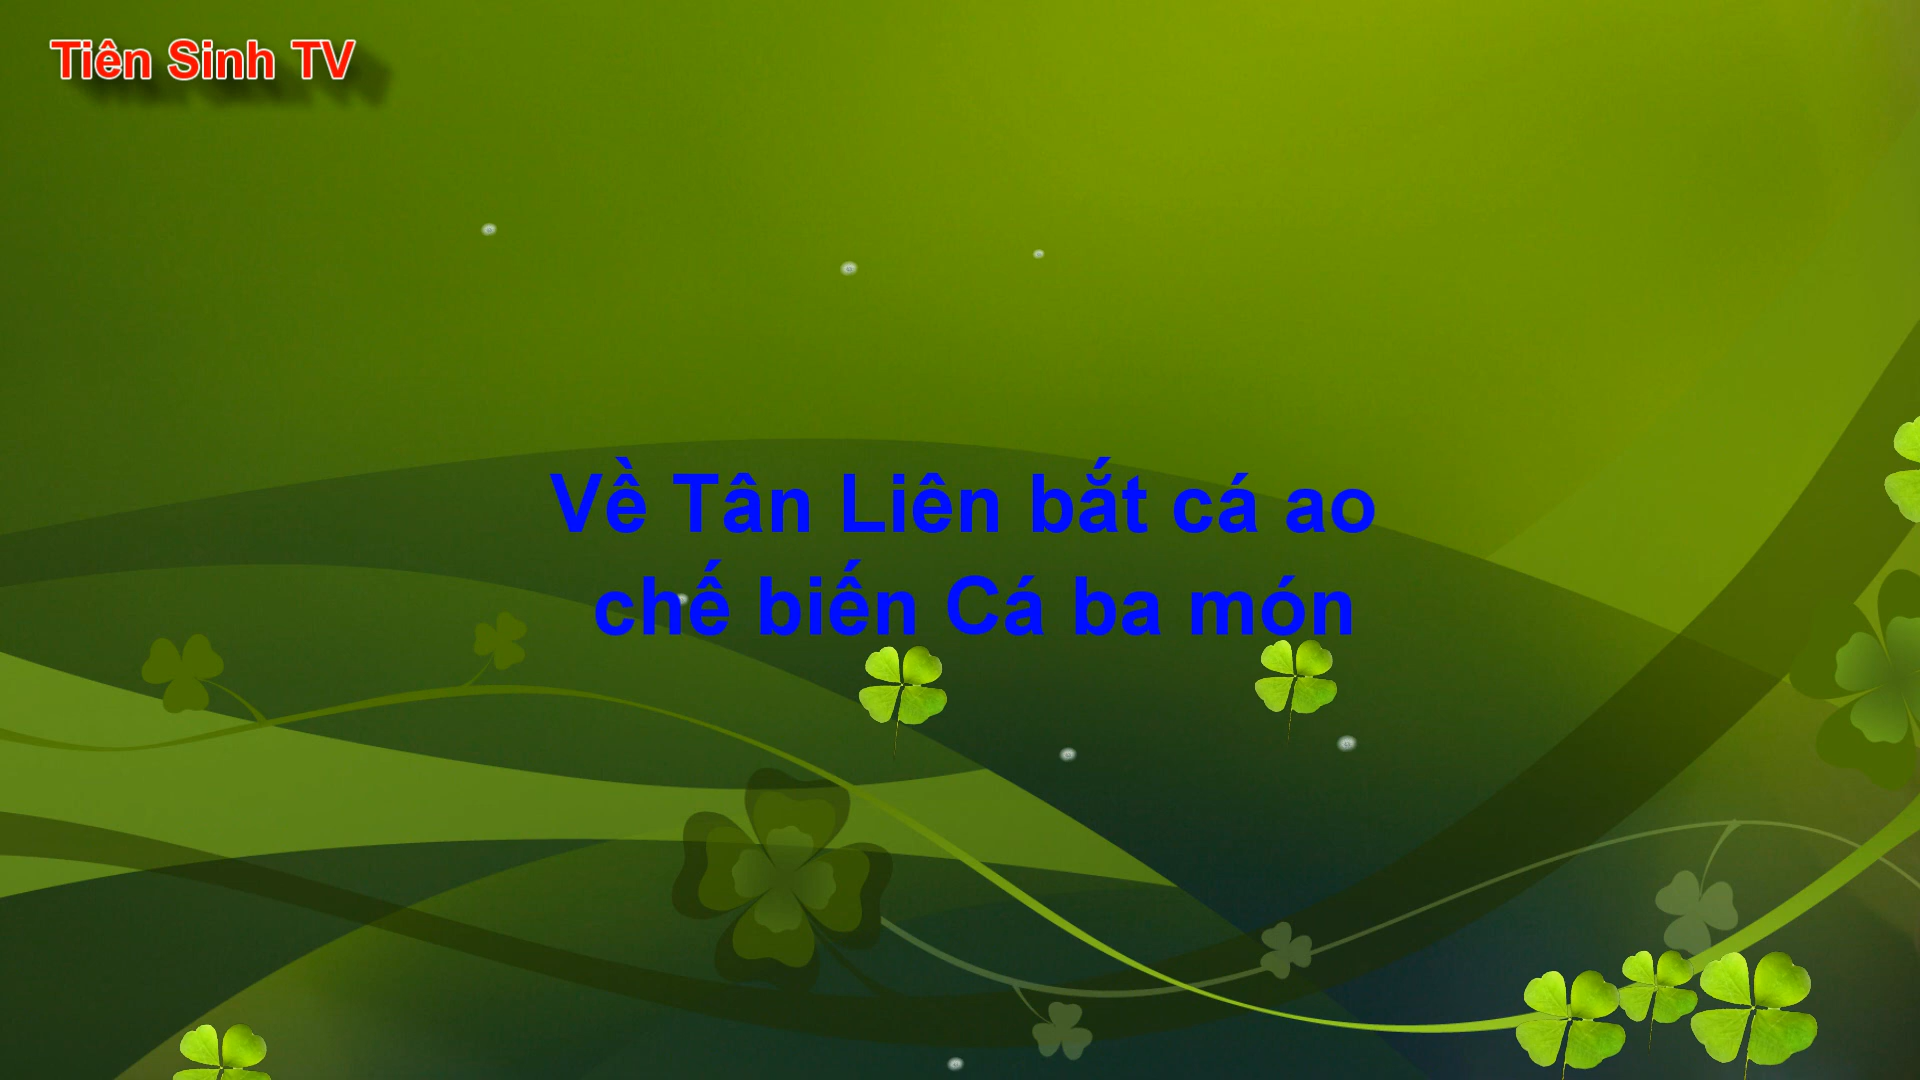 Tiên Sinh TV
Về Tân Liên bắt cá ao
chế biến Cá ba món